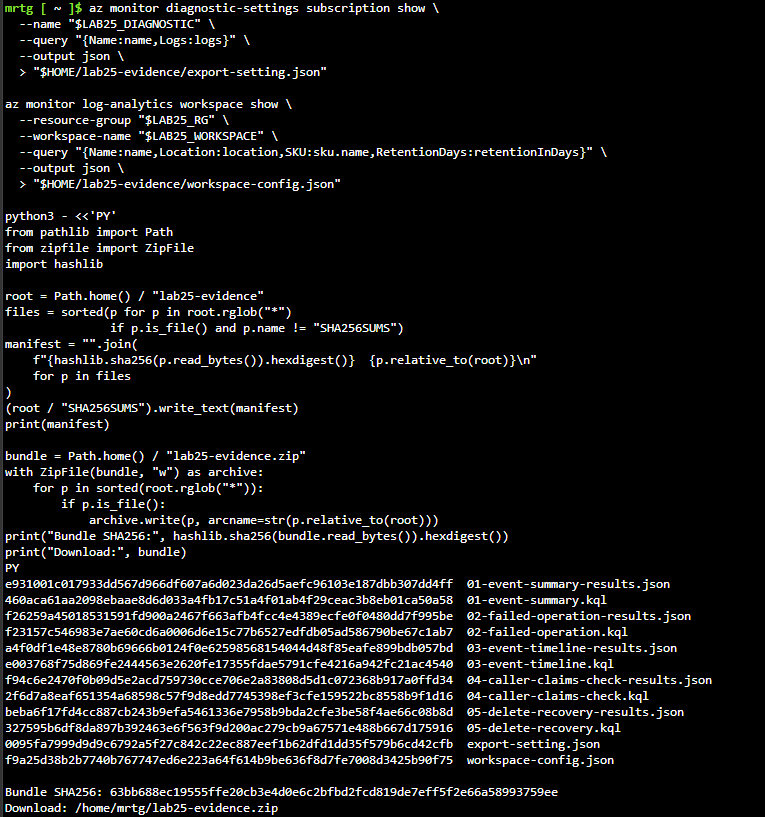 mrtg [ ~ ]$ az monitor diagnostic-settings subscription show \
  --name "$LAB25_DIAGNOSTIC" \
  --query "{Name:name,Logs:logs}" \
  --output json \
  > "$HOME/lab25-evidence/export-setting.json"

az monitor log-analytics workspace show \
  --resource-group "$LAB25_RG" \
  --workspace-name "$LAB25_WORKSPACE" \
  --query "{Name:name,Location:location,SKU:sku.name,RetentionDays:retentionInDays}" \
  --output json \
  > "$HOME/lab25-evidence/workspace-config.json"

python3 - <<'PY'
from pathlib import Path
from zipfile import ZipFile
import hashlib

root = Path.home() / "lab25-evidence"
files = sorted(p for p in root.rglob("*")
               if p.is_file() and p.name != "SHA256SUMS")
manifest = "".join(
    f"{hashlib.sha256(p.read_bytes()).hexdigest()}  {p.relative_to(root)}\n"
    for p in files
)
(root / "SHA256SUMS").write_text(manifest)
print(manifest)

bundle = Path.home() / "lab25-evidence.zip"
with ZipFile(bundle, "w") as archive:
    for p in sorted(root.rglob("*")):
        if p.is_file():
            archive.write(p, arcname=str(p.relative_to(root)))
print("Bundle SHA256:", hashlib.sha256(bundle.read_bytes()).hexdigest())
print("Download:", bundle)
PY
e931001c017933dd567d966df607a6d023da26d5aefc96103e187dbb307dd4ff  01-event-summary-results.json
460aca61aa2098ebaae8d6d033a4fb17c51a4f01ab4f29ceac3b8eb01ca50a58  01-event-summary.kql
f26259a45018531591fd900a2467f663afb4fcc4e4389ecfe0f0480dd7f995be  02-failed-operation-results.json
f23157c546983e7ae60cd6a0006d6e15c77b6527edfdb05ad586790be67c1ab7  02-failed-operation.kql
a4f0df1e48e8780b69666b0124f0e62598568154044d48f85eafe899bdb057bd  03-event-timeline-results.json
e003768f75d869fe2444563e2620fe17355fdae5791cfe4216a942fc21ac4540  03-event-timeline.kql
f94c6e2470f0b09d5e2acd759730cce706e2a83808d5d1c072368b917a0ffd34  04-caller-claims-check-results.json
2f6d7a8eaf651354a68598c57f9d8edd7745398ef3cfe159522bc8558b9f1d16  04-caller-claims-check.kql
beba6f17fd4cc887cb243b9efa5461336e7958b9bda2cfe3be58f4ae66c08b8d  05-delete-recovery-results.json
327595b6df8da897b392463e6f563f9d200ac279cb9a67571e488b667d175916  05-delete-recovery.kql
0095fa7999d9d9c6792a5f27c842c22ec887eef1b62dfd1dd35f579b6cd42cfb  export-setting.json
f9a25d38b2b7740b767747ed6e223a64f614b9be636f8d7fe7008d3425b90f75  workspace-config.json

Bundle SHA256: 63bb688ec19555ffe20cb3e4d0e6c2bfbd2fcd819de7eff5f2e66a58993759ee
Download: /home/mrtg/lab25-evidence.zip